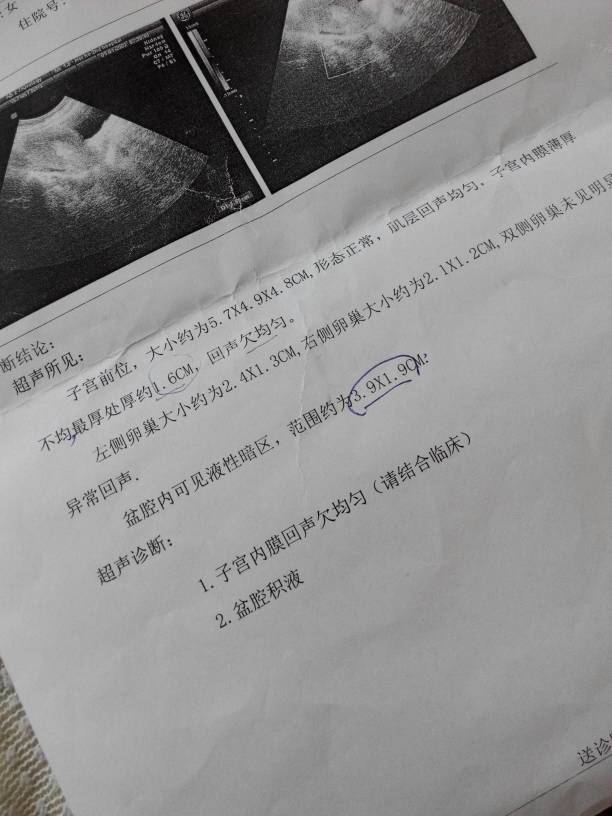 :女
住院号:
Kidney
断结论:
超声所见:
子宫前位, 大小约为5.7X4.9X4.8CM,形态正常, 肌层回声均匀. 子宫内膜薄厚
不均,最厚处厚约1.6CM, 回声欠均匀。
左侧卵巢大小约为2.4X1.3CM,右侧卵巢大小约为2.1X1.2CM,双侧卵巢未见明显
异常回声.
盆腔内可见液性暗区, 范围约为3.9X1.9CM.
超声诊断:
1.子宫内膜回声欠均匀(请结合临床)
2.盆腔积液
送诊